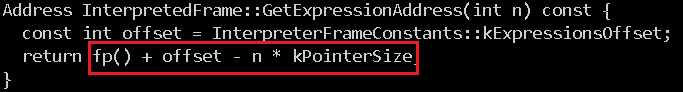 Address InterpretedFrame::GetExpressionAddress(int n) const {
const int offset = InterpreterFrameConstants::kExpressionsOffset;
return fp() + offset - n * kPointerSize;
}